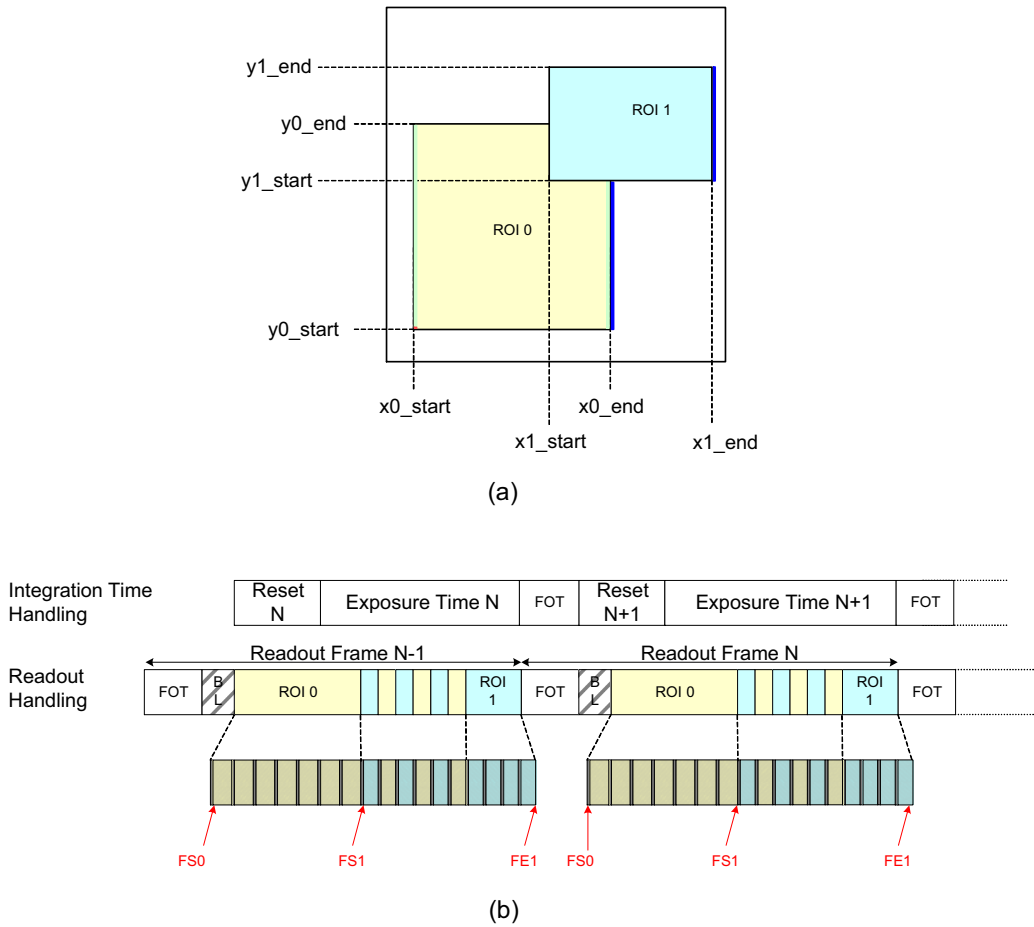 y1_end
ROI 1
y0_end
y1_start
ROI 0
y0_start
x0_start
x0_end
x1_start
x1_end
(a)
Integration Time
Handling
Reset
N
Exposure Time N
FOT
Reset
N+1
Exposure Time N+1
FOT
Readout Frame N-1
Readout Frame N
Readout
Handling
FOT
B
L
ROI 0
ROI
1
FOT
B
L
ROI 0
ROI
1
FOT
FS0
FS1
FE1
FS0
FS1
FE1
(b)